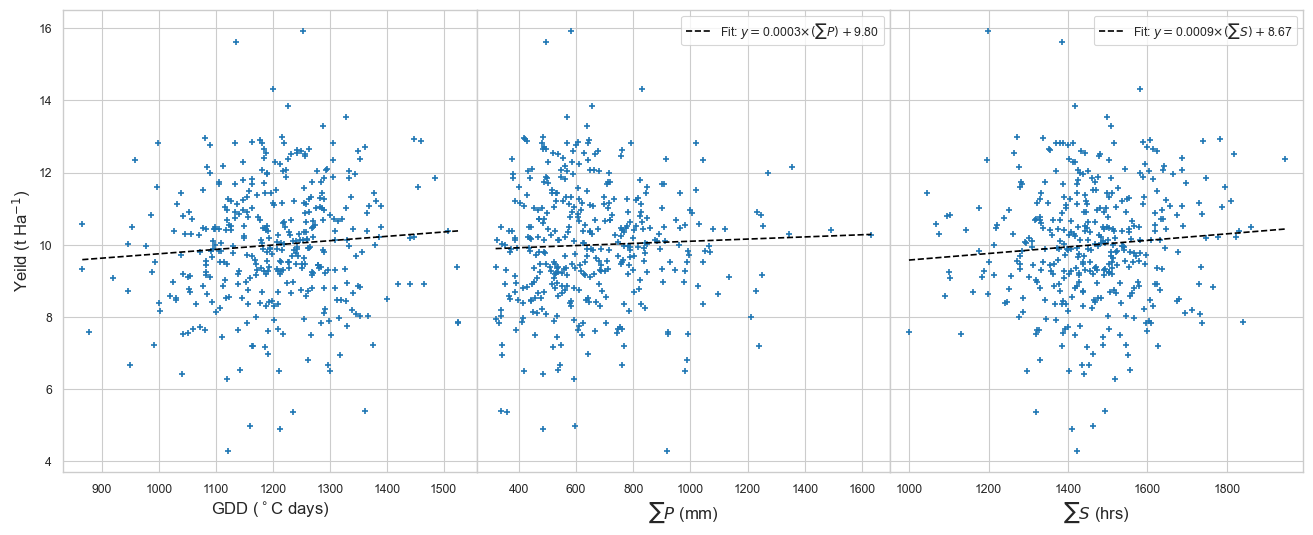 Fit: y = 0.0003×(∑P) + 9.80
Fit: y = 0.0009×(∑S) + 8.67
16
14
12
10
8
6
4
Yeild (t Ha⁻¹)
900 1000 1100 1200 1300 1400 1500
400 600 800 1000 1200 1400 1600
1000 1200 1400 1600 1800
GDD (°C days)
∑P (mm)
∑S (hrs)